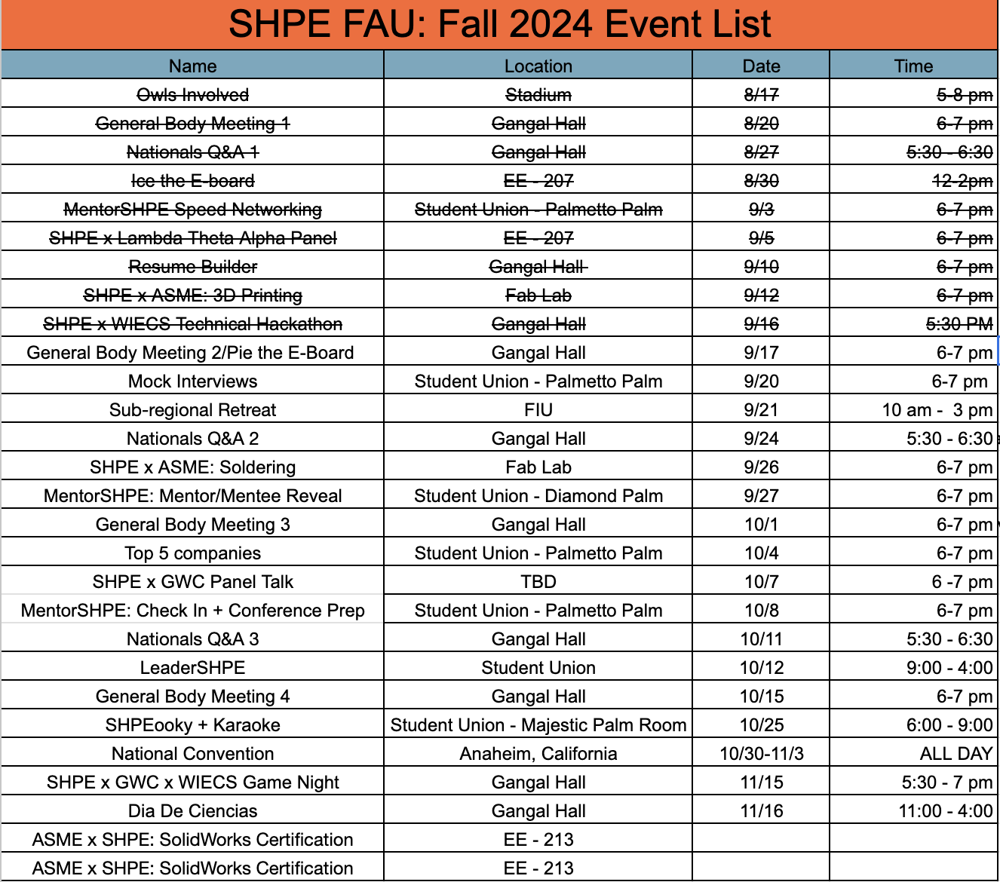 SHPE FAU: Fall 2024 Event List
Name Location Date Time
Owls Involved Stadium 8/17 5-8 pm
General Body Meeting 1 Gangal Hall 8/20 6-7 pm
Nationals Q&A 1 Gangal Hall 8/27 5:30 - 6:30
Ice the E-board EE - 207 8/30 12-2pm
MentorSHPE Speed Networking Student Union - Palmetto Palm 9/3 6-7 pm
SHPE x Lambda Theta Alpha Panel EE - 207 9/5 6-7 pm
Resume Builder Gangal Hall 9/10 6-7 pm
SHPE x ASME: 3D Printing Fab Lab 9/12 6-7 pm
SHPE x WIECS Technical Hackathon Gangal Hall 9/16 5:30 PM
General Body Meeting 2/Pie the E-Board Gangal Hall 9/17 6-7 pm
Mock Interviews Student Union - Palmetto Palm 9/20 6-7 pm
Sub-regional Retreat FIU 9/21 10 am -  3 pm
Nationals Q&A 2 Gangal Hall 9/24 5:30 - 6:30
SHPE x ASME: Soldering Fab Lab 9/26 6-7 pm
MentorSHPE: Mentor/Mentee Reveal Student Union - Diamond Palm 9/27 6-7 pm
General Body Meeting 3 Gangal Hall 10/1 6-7 pm
Top 5 companies Student Union - Palmetto Palm 10/4 6-7 pm
SHPE x GWC Panel Talk TBD 10/7 6 -7 pm
MentorSHPE: Check In + Conference Prep Student Union - Palmetto Palm 10/8 6-7 pm
Nationals Q&A 3 Gangal Hall 10/11 5:30 - 6:30
LeaderSHPE Student Union 10/12 9:00 - 4:00
General Body Meeting 4 Gangal Hall 10/15 6-7 pm
SHPEooky + Karaoke Student Union - Majestic Palm Room 10/25 6:00 - 9:00
National Convention Anaheim, California 10/30-11/3 ALL DAY
SHPE x GWC x WIECS Game Night Gangal Hall 11/15 5:30 - 7 pm
Dia De Ciencias Gangal Hall 11/16 11:00 - 4:00
ASME x SHPE: SolidWorks Certification EE - 213
ASME x SHPE: SolidWorks Certification EE - 213